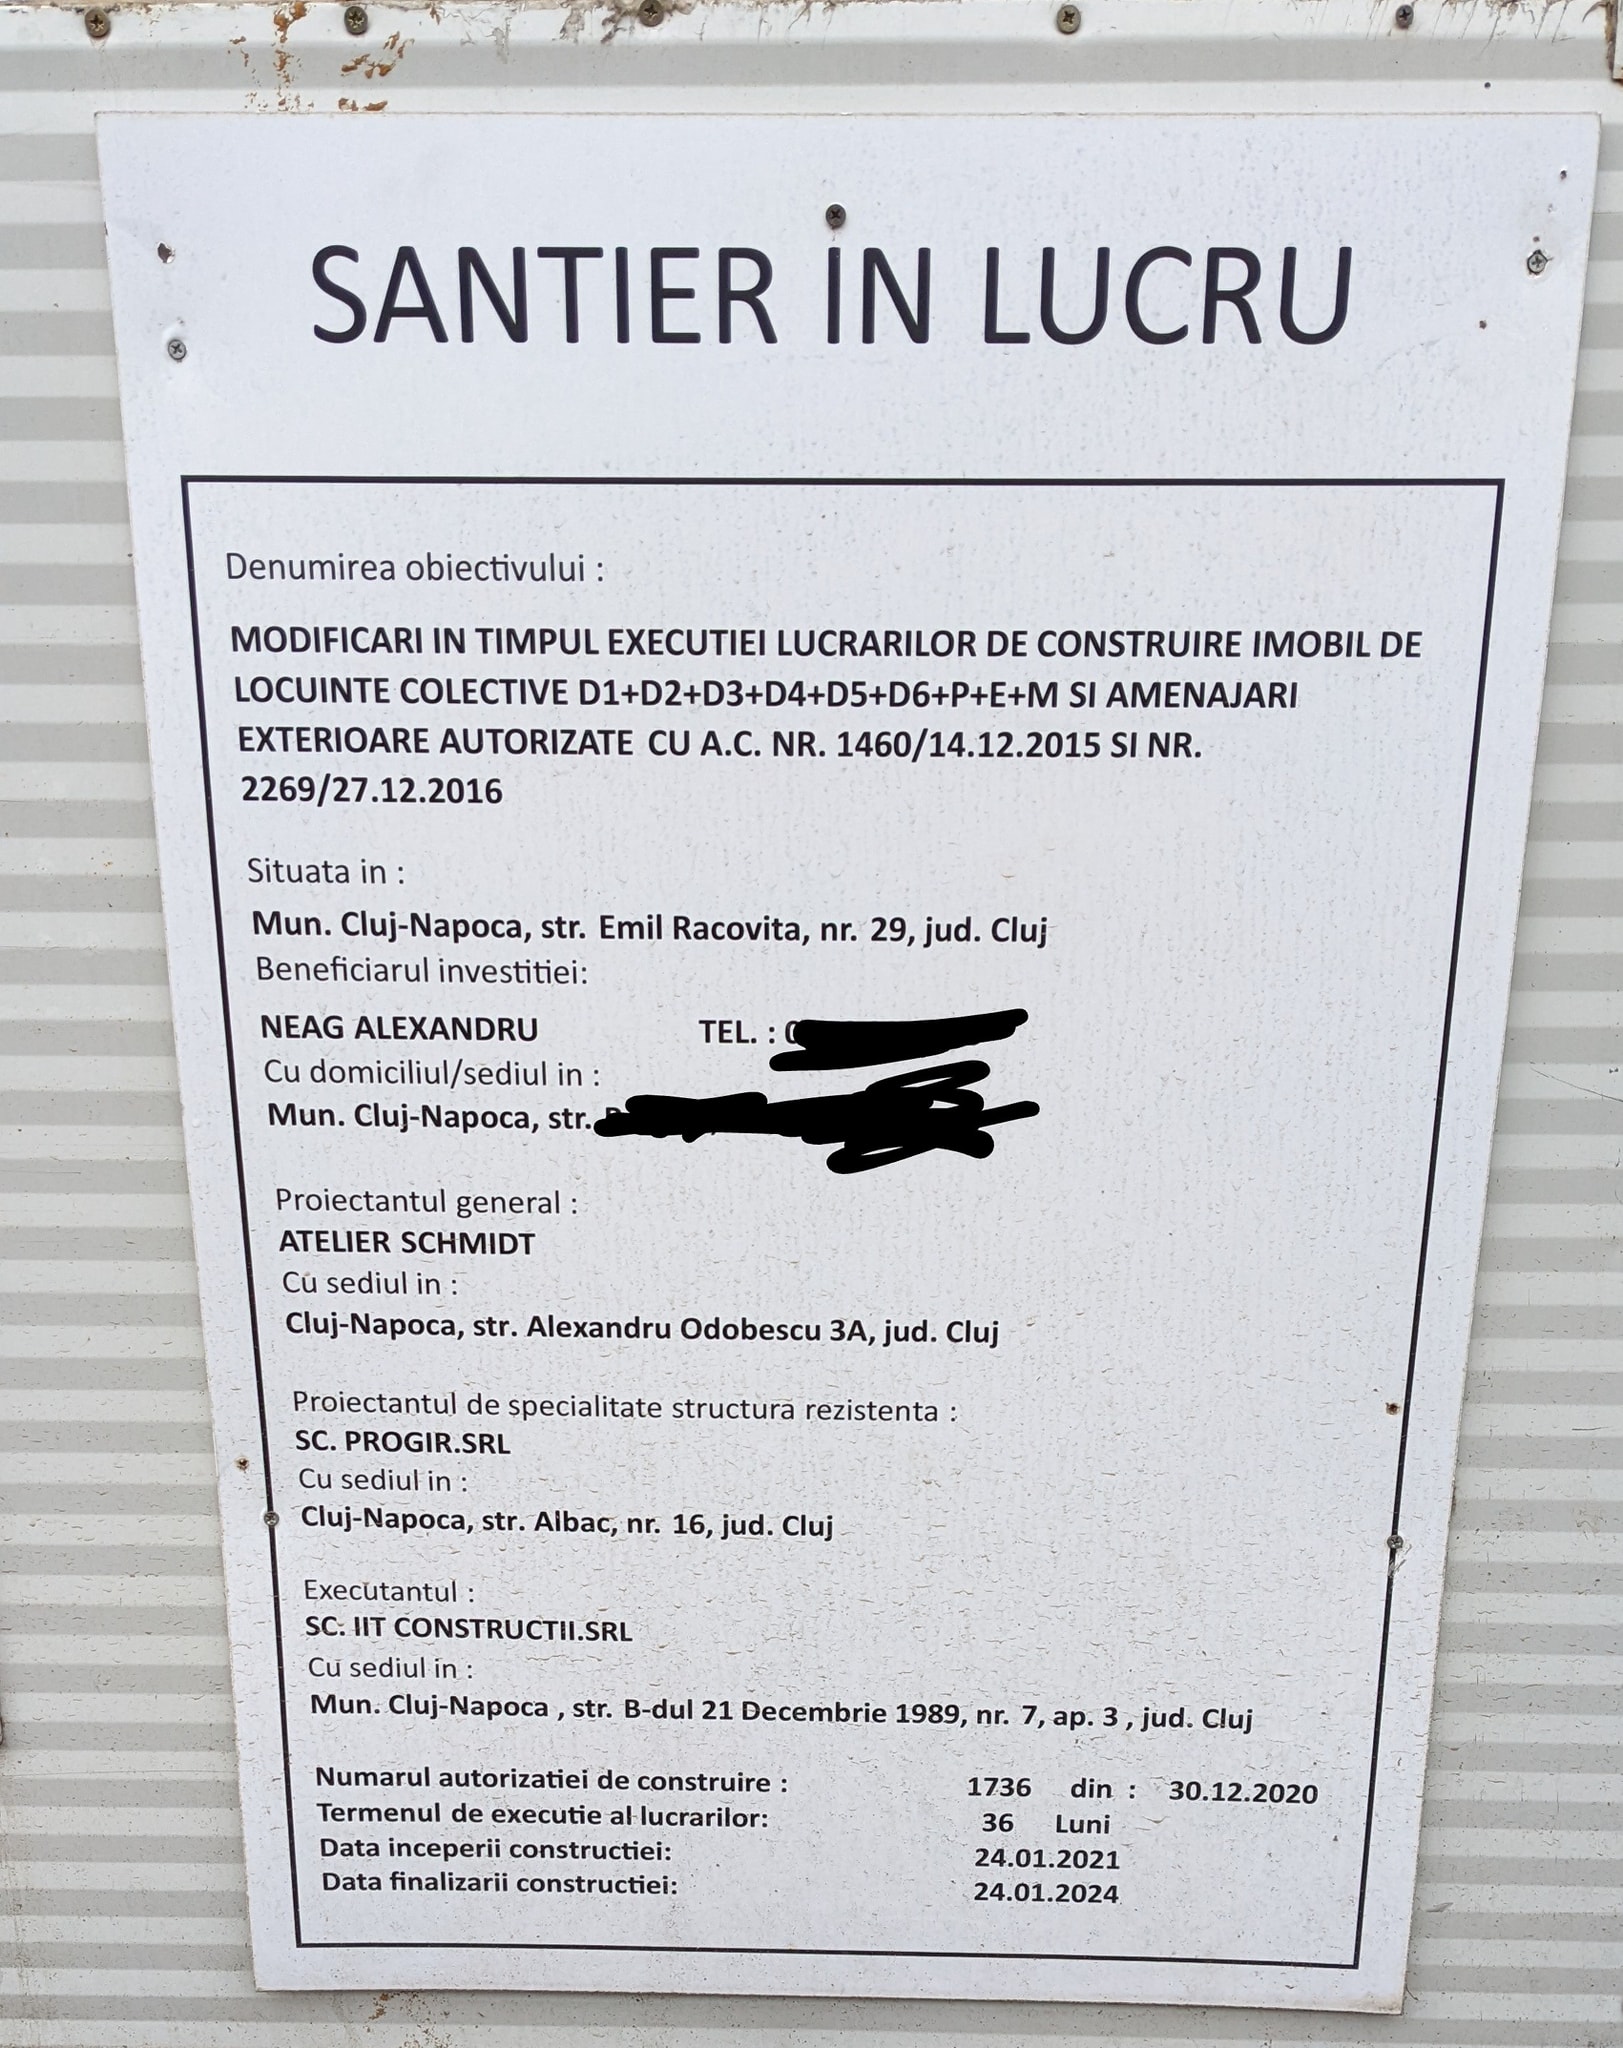 SANTIER IN LUCRU
Denumirea obiectivului :
MODIFICARI IN TIMPUL EXECUTIEI LUCRARILOR DE CONSTRUIRE IMOBIL DE
LOCUINTE COLECTIVE D1+D2+D3+D4+D5+D6+P+E+M SI AMENAJARI
EXTERIOARE AUTORIZATE CU A.C. NR. 1460/14.12.2015 SI NR.
2269/27.12.2016
Situata in :
Mun. Cluj-Napoca, str. Emil Racovita, nr. 29, jud. Cluj
Beneficiarul investitiei:
NEAG ALEXANDRU TEL. :
Cu domiciliul/sediul in :
Mun. Cluj-Napoca, str.
Proiectantul general :
ATELIER SCHMIDT
Cu sediul in :
Cluj-Napoca, str. Alexandru Odobescu 3A, jud. Cluj
Proiectantul de specialitate structura rezistenta :
SC. PROGIR.SRL
Cu sediul in :
Cluj-Napoca, str. Albac, nr. 16, jud. Cluj
Executantul :
SC. IIT CONSTRUCTII.SRL
Cu sediul in :
Mun. Cluj-Napoca , str. B-dul 21 Decembrie 1989, nr. 7, ap. 3 , jud. Cluj
Numarul autorizatiei de construire : 1736 din : 30.12.2020
Termenul de executie al lucrarilor: 36 Luni
Data inceperii constructiei: 24.01.2021
Data finalizarii constructiei: 24.01.2024